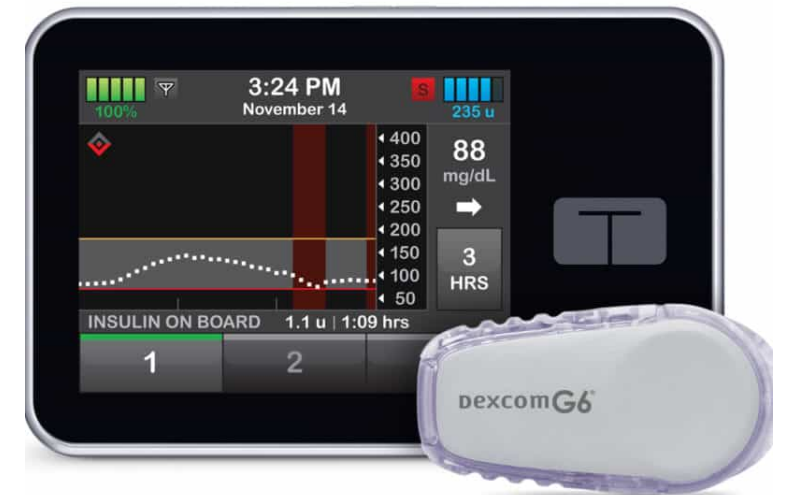 3:24 PM
November 14
100%
S
235 u
400
350
300
250
200
150
100
50
88
mg/dL
3
HRS
INSULIN ON BOARD 1.1 u | 1:09 hrs
1
2
Dexcom G6